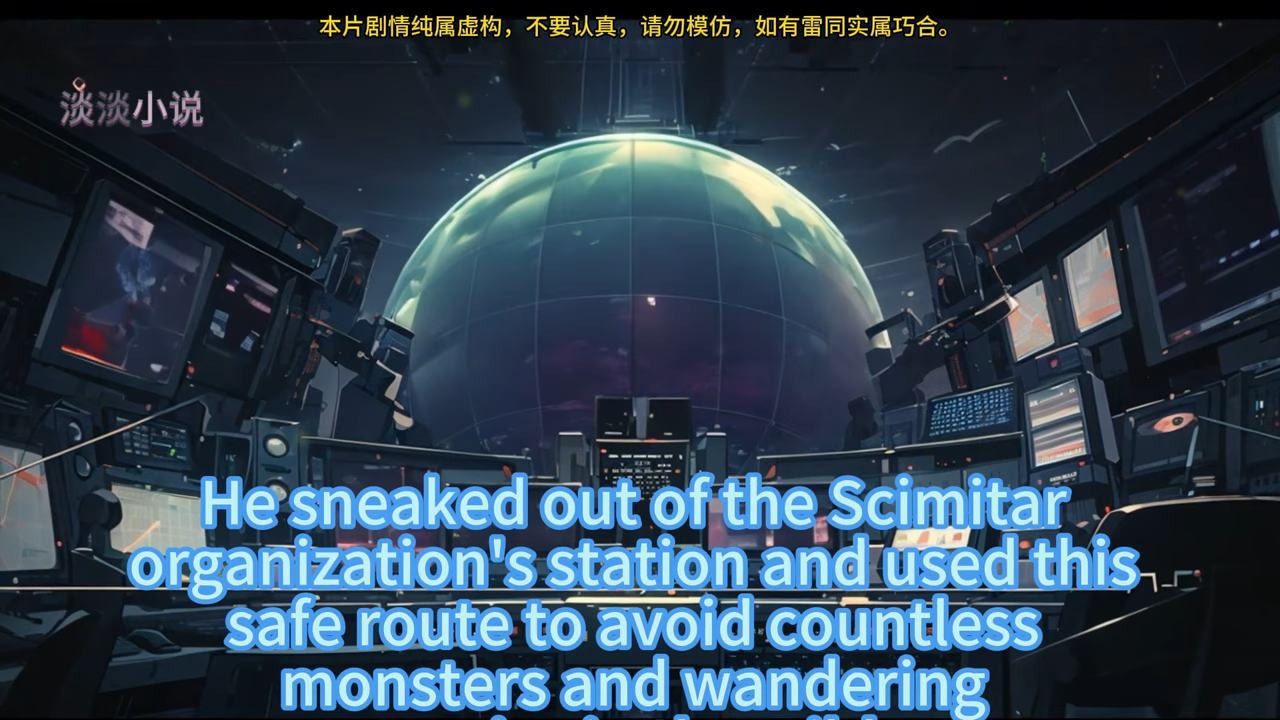 本片剧情纯属虚构，不要认真，请勿模仿，如有雷同实属巧合。
淡淡小说
He sneaked out of the Scimitar
organization's station and used this
safe route to avoid countless
monsters and wandering